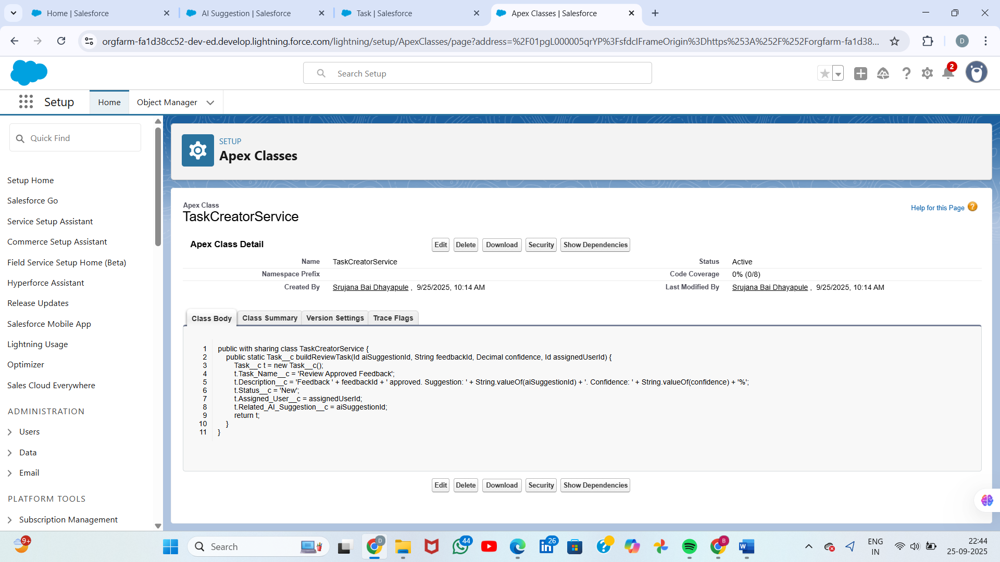 Home | Salesforce
AI Suggestion | Salesforce
Task | Salesforce
Apex Classes | Salesforce
orgfarm-fa1d38cc52-dev-ed.develop.lightning.force.com/lightning/setup/ApexClasses/page?address=%2F01pgL000005qrYP%3FsfdcIFrameOrigin%3Dhttps%253A%252F%252Forgfarm-fa1d38...
D
Search Setup
2
Setup
Home
Object Manager
Quick Find
Setup Home
Salesforce Go
Service Setup Assistant
Commerce Setup Assistant
Field Service Setup Home (Beta)
Hyperforce Assistant
Release Updates
Salesforce Mobile App
Lightning Usage
Optimizer
Sales Cloud Everywhere
ADMINISTRATION
Users
Data
Email
PLATFORM TOOLS
Subscription Management
SETUP
Apex Classes
Apex Class
TaskCreatorService
Help for this Page ?
Apex Class Detail
Edit Delete Download Security Show Dependencies
Name TaskCreatorService Status Active
Namespace Prefix Code Coverage 0% (0/8)
Created By Srujana Bai Dhayapule , 9/25/2025, 10:14 AM Last Modified By Srujana Bai Dhayapule , 9/25/2025, 10:14 AM
Class Body Class Summary Version Settings Trace Flags
1 public with sharing class TaskCreatorService {
2 public static Task__c buildReviewTask(Id aiSuggestionId, String feedbackId, Decimal confidence, Id assignedUserId) {
3 Task__c t = new Task__c();
4 t.Task_Name__c = 'Review Approved Feedback';
5 t.Description__c = 'Feedback ' + feedbackId + ' approved. Suggestion: ' + String.valueOf(aiSuggestionId) + '. Confidence: ' + String.valueOf(confidence) + '%';
6 t.Status__c = 'New';
7 t.Assigned_User__c = assignedUserId;
8 t.Related_AI_Suggestion__c = aiSuggestionId;
9 return t;
10 }
11 }
Edit Delete Download Security Show Dependencies
9+
Search
D
44
26
B
W
ENG
IN
22:44
25-09-2025